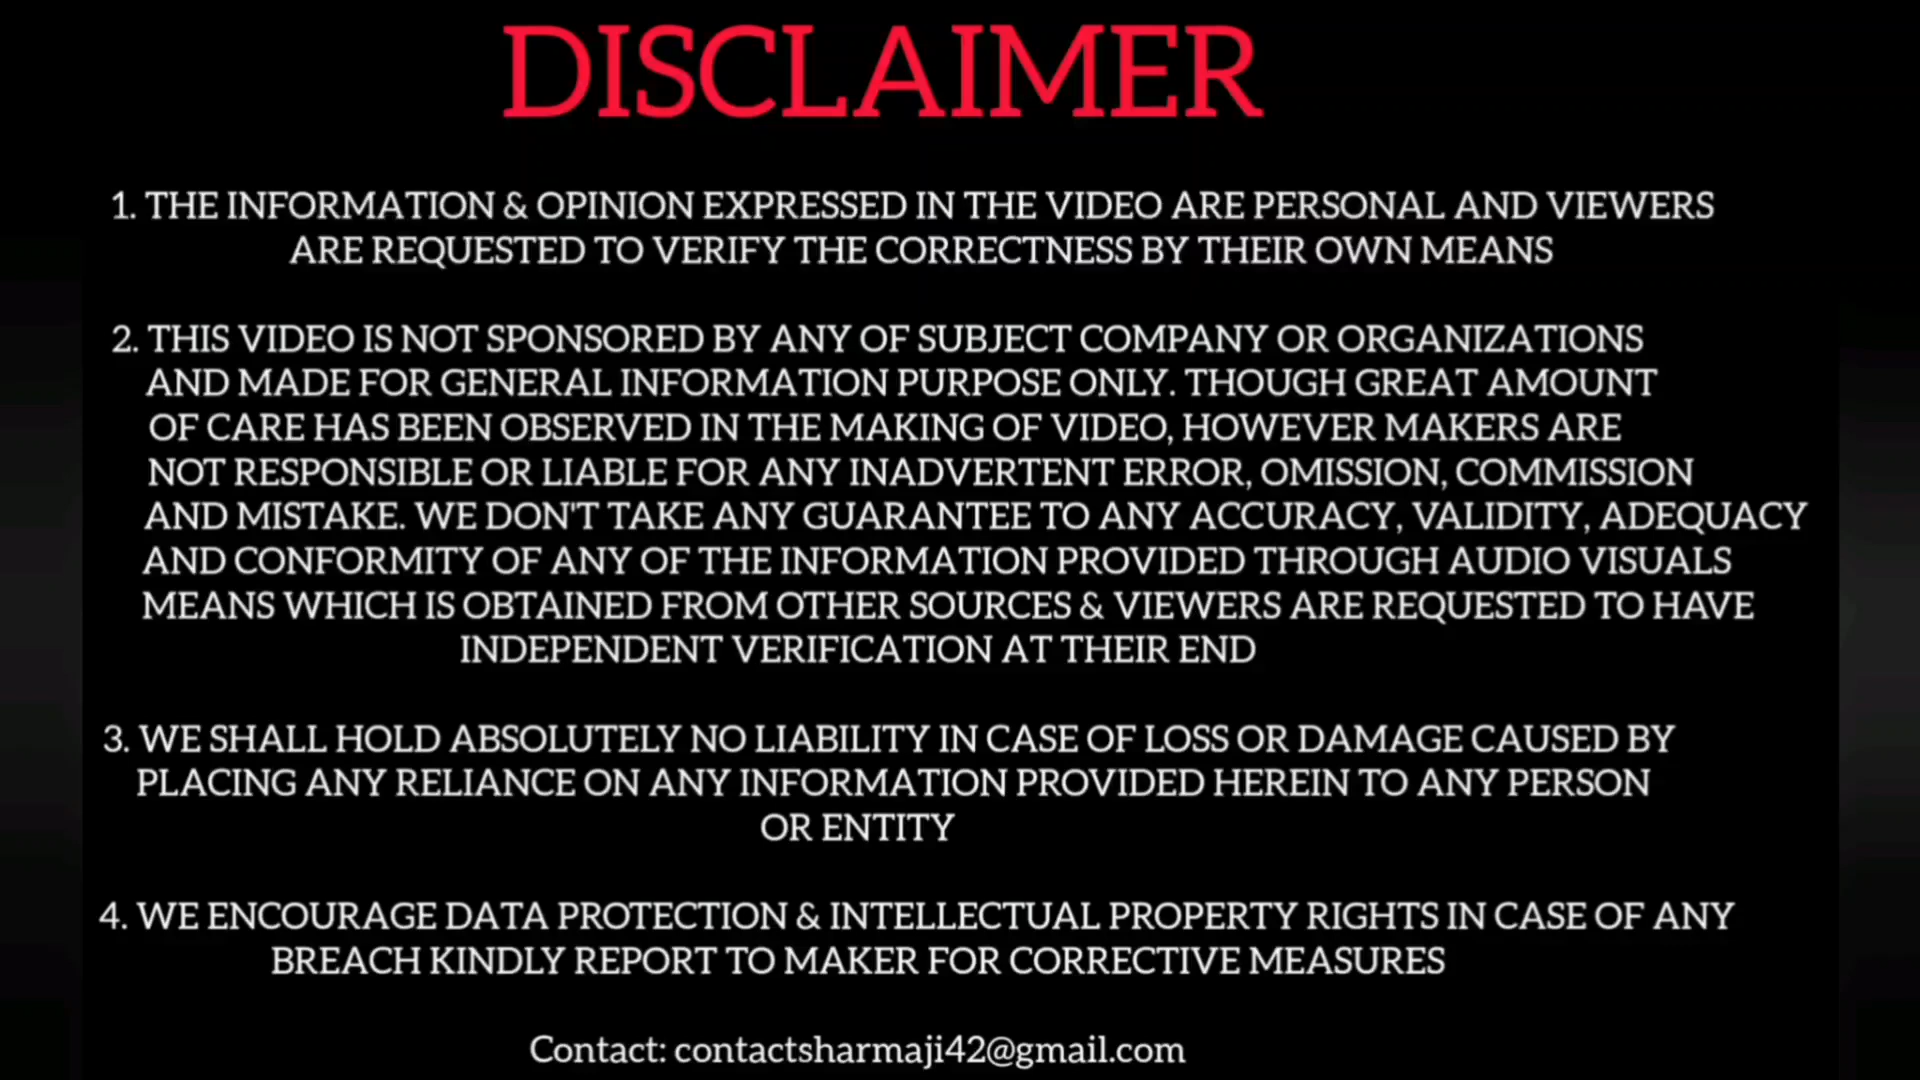 DISCLAIMER
1. THE INFORMATION & OPINION EXPRESSED IN THE VIDEO ARE PERSONAL AND VIEWERS
ARE REQUESTED TO VERIFY THE CORRECTNESS BY THEIR OWN MEANS
2. THIS VIDEO IS NOT SPONSORED BY ANY OF SUBJECT COMPANY OR ORGANIZATIONS
AND MADE FOR GENERAL INFORMATION PURPOSE ONLY. THOUGH GREAT AMOUNT
OF CARE HAS BEEN OBSERVED IN THE MAKING OF VIDEO, HOWEVER MAKERS ARE
NOT RESPONSIBLE OR LIABLE FOR ANY INADVERTENT ERROR, OMISSION, COMMISSION
AND MISTAKE. WE DON'T TAKE ANY GUARANTEE TO ANY ACCURACY, VALIDITY, ADEQUACY
AND CONFORMITY OF ANY OF THE INFORMATION PROVIDED THROUGH AUDIO VISUALS
MEANS WHICH IS OBTAINED FROM OTHER SOURCES & VIEWERS ARE REQUESTED TO HAVE
INDEPENDENT VERIFICATION AT THEIR END
3. WE SHALL HOLD ABSOLUTELY NO LIABILITY IN CASE OF LOSS OR DAMAGE CAUSED BY
PLACING ANY RELIANCE ON ANY INFORMATION PROVIDED HEREIN TO ANY PERSON
OR ENTITY
4. WE ENCOURAGE DATA PROTECTION & INTELLECTUAL PROPERTY RIGHTS IN CASE OF ANY
BREACH KINDLY REPORT TO MAKER FOR CORRECTIVE MEASURES
Contact: contactsharmaji42@gmail.com